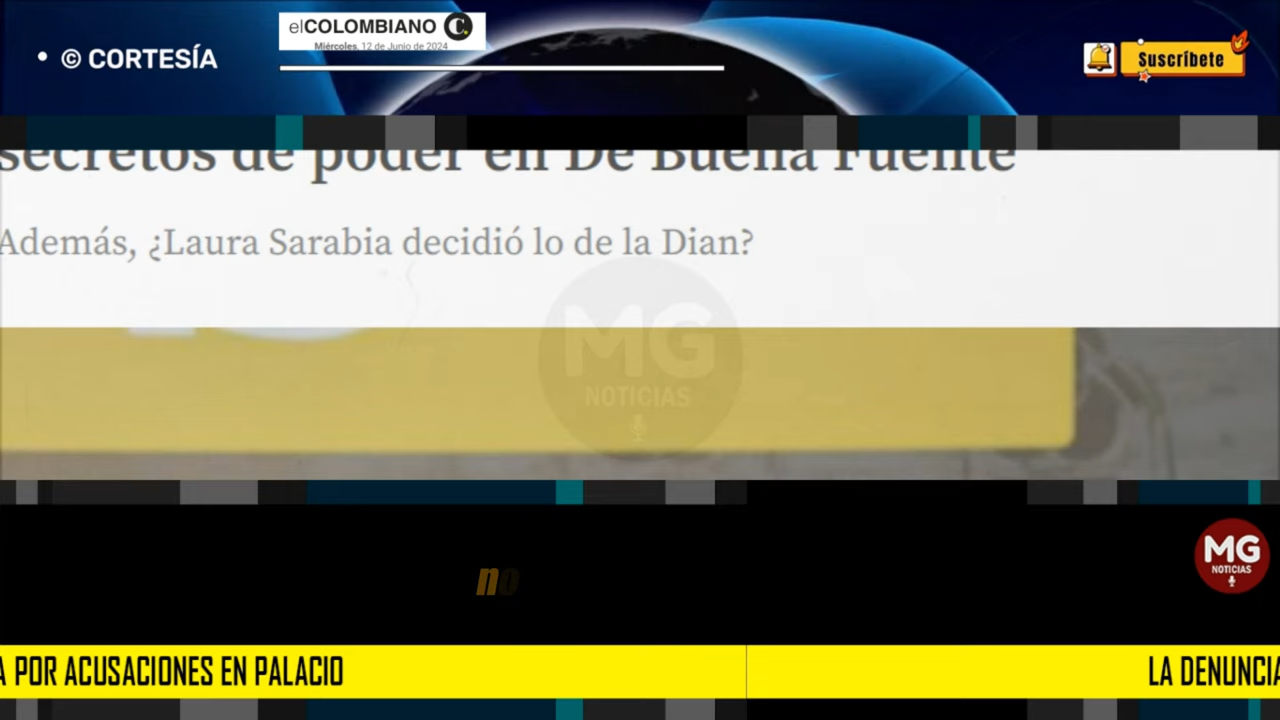 elCOLOMBIANO C.
Miércoles, 12 de Junio de 2024
• © CORTESÍA
Suscríbete
secretos de poder en De Buena Fuente
Además, ¿Laura Sarabia decidió lo de la Dian?
MG
NOTICIAS
MG
NOTICIAS
no
A POR ACUSACIONES EN PALACIO
LA DENUNCIA